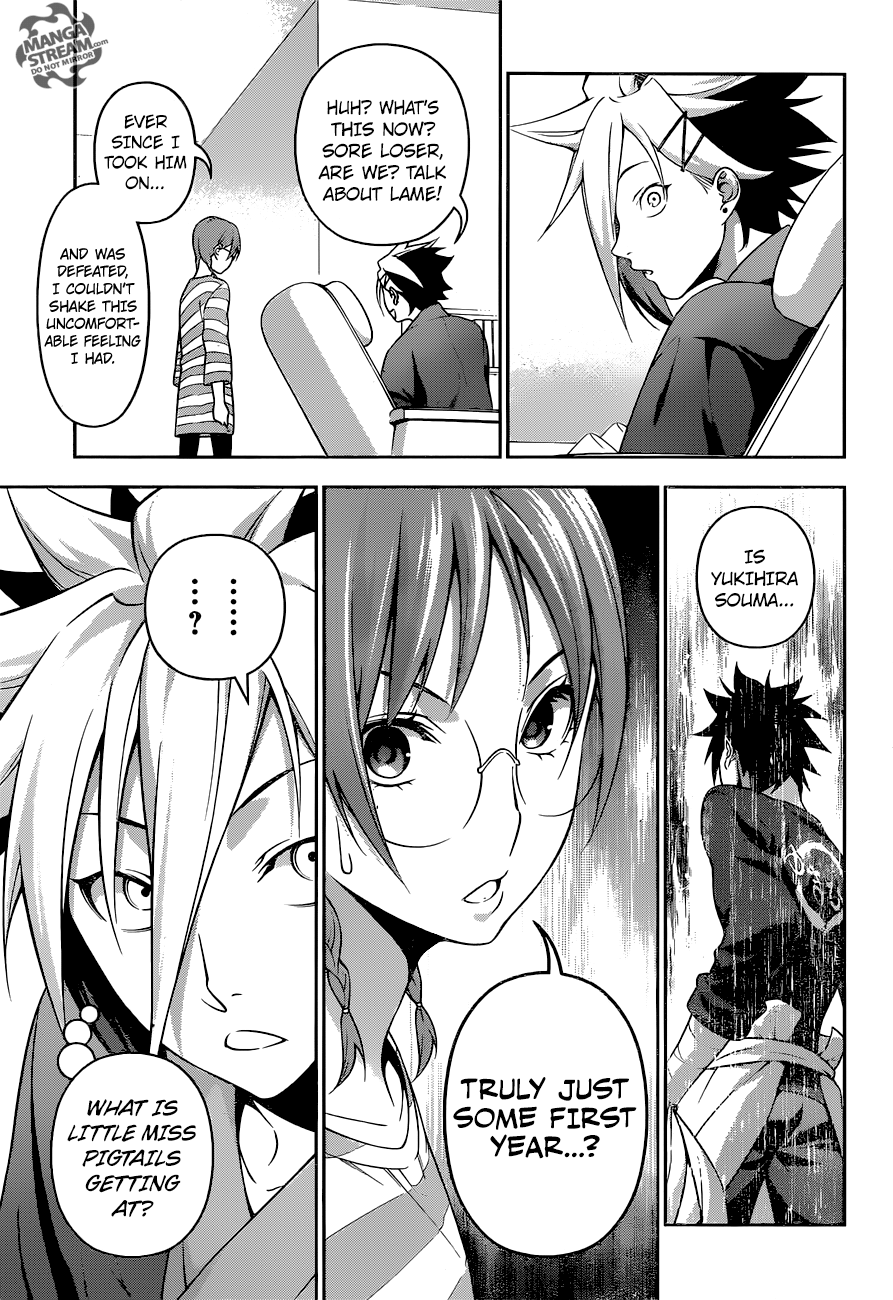 MANGA
STREAM.com
DO NOT MIRROR
HUH? WHAT'S
THIS NOW?
SORE LOSER,
ARE WE? TALK
ABOUT LAME!
EVER
SINCE I
TOOK HIM
ON...
AND WAS
DEFEATED,
I COULDN'T
SHAKE THIS
UNCOMFORT-
ABLE FEELING
I HAD.
IS
YUKIHIRA
SOUMA...
TRULY JUST
SOME FIRST
YEAR...?
......
...?
WHAT IS
LITTLE MISS
PIGTAILS
GETTING
AT?